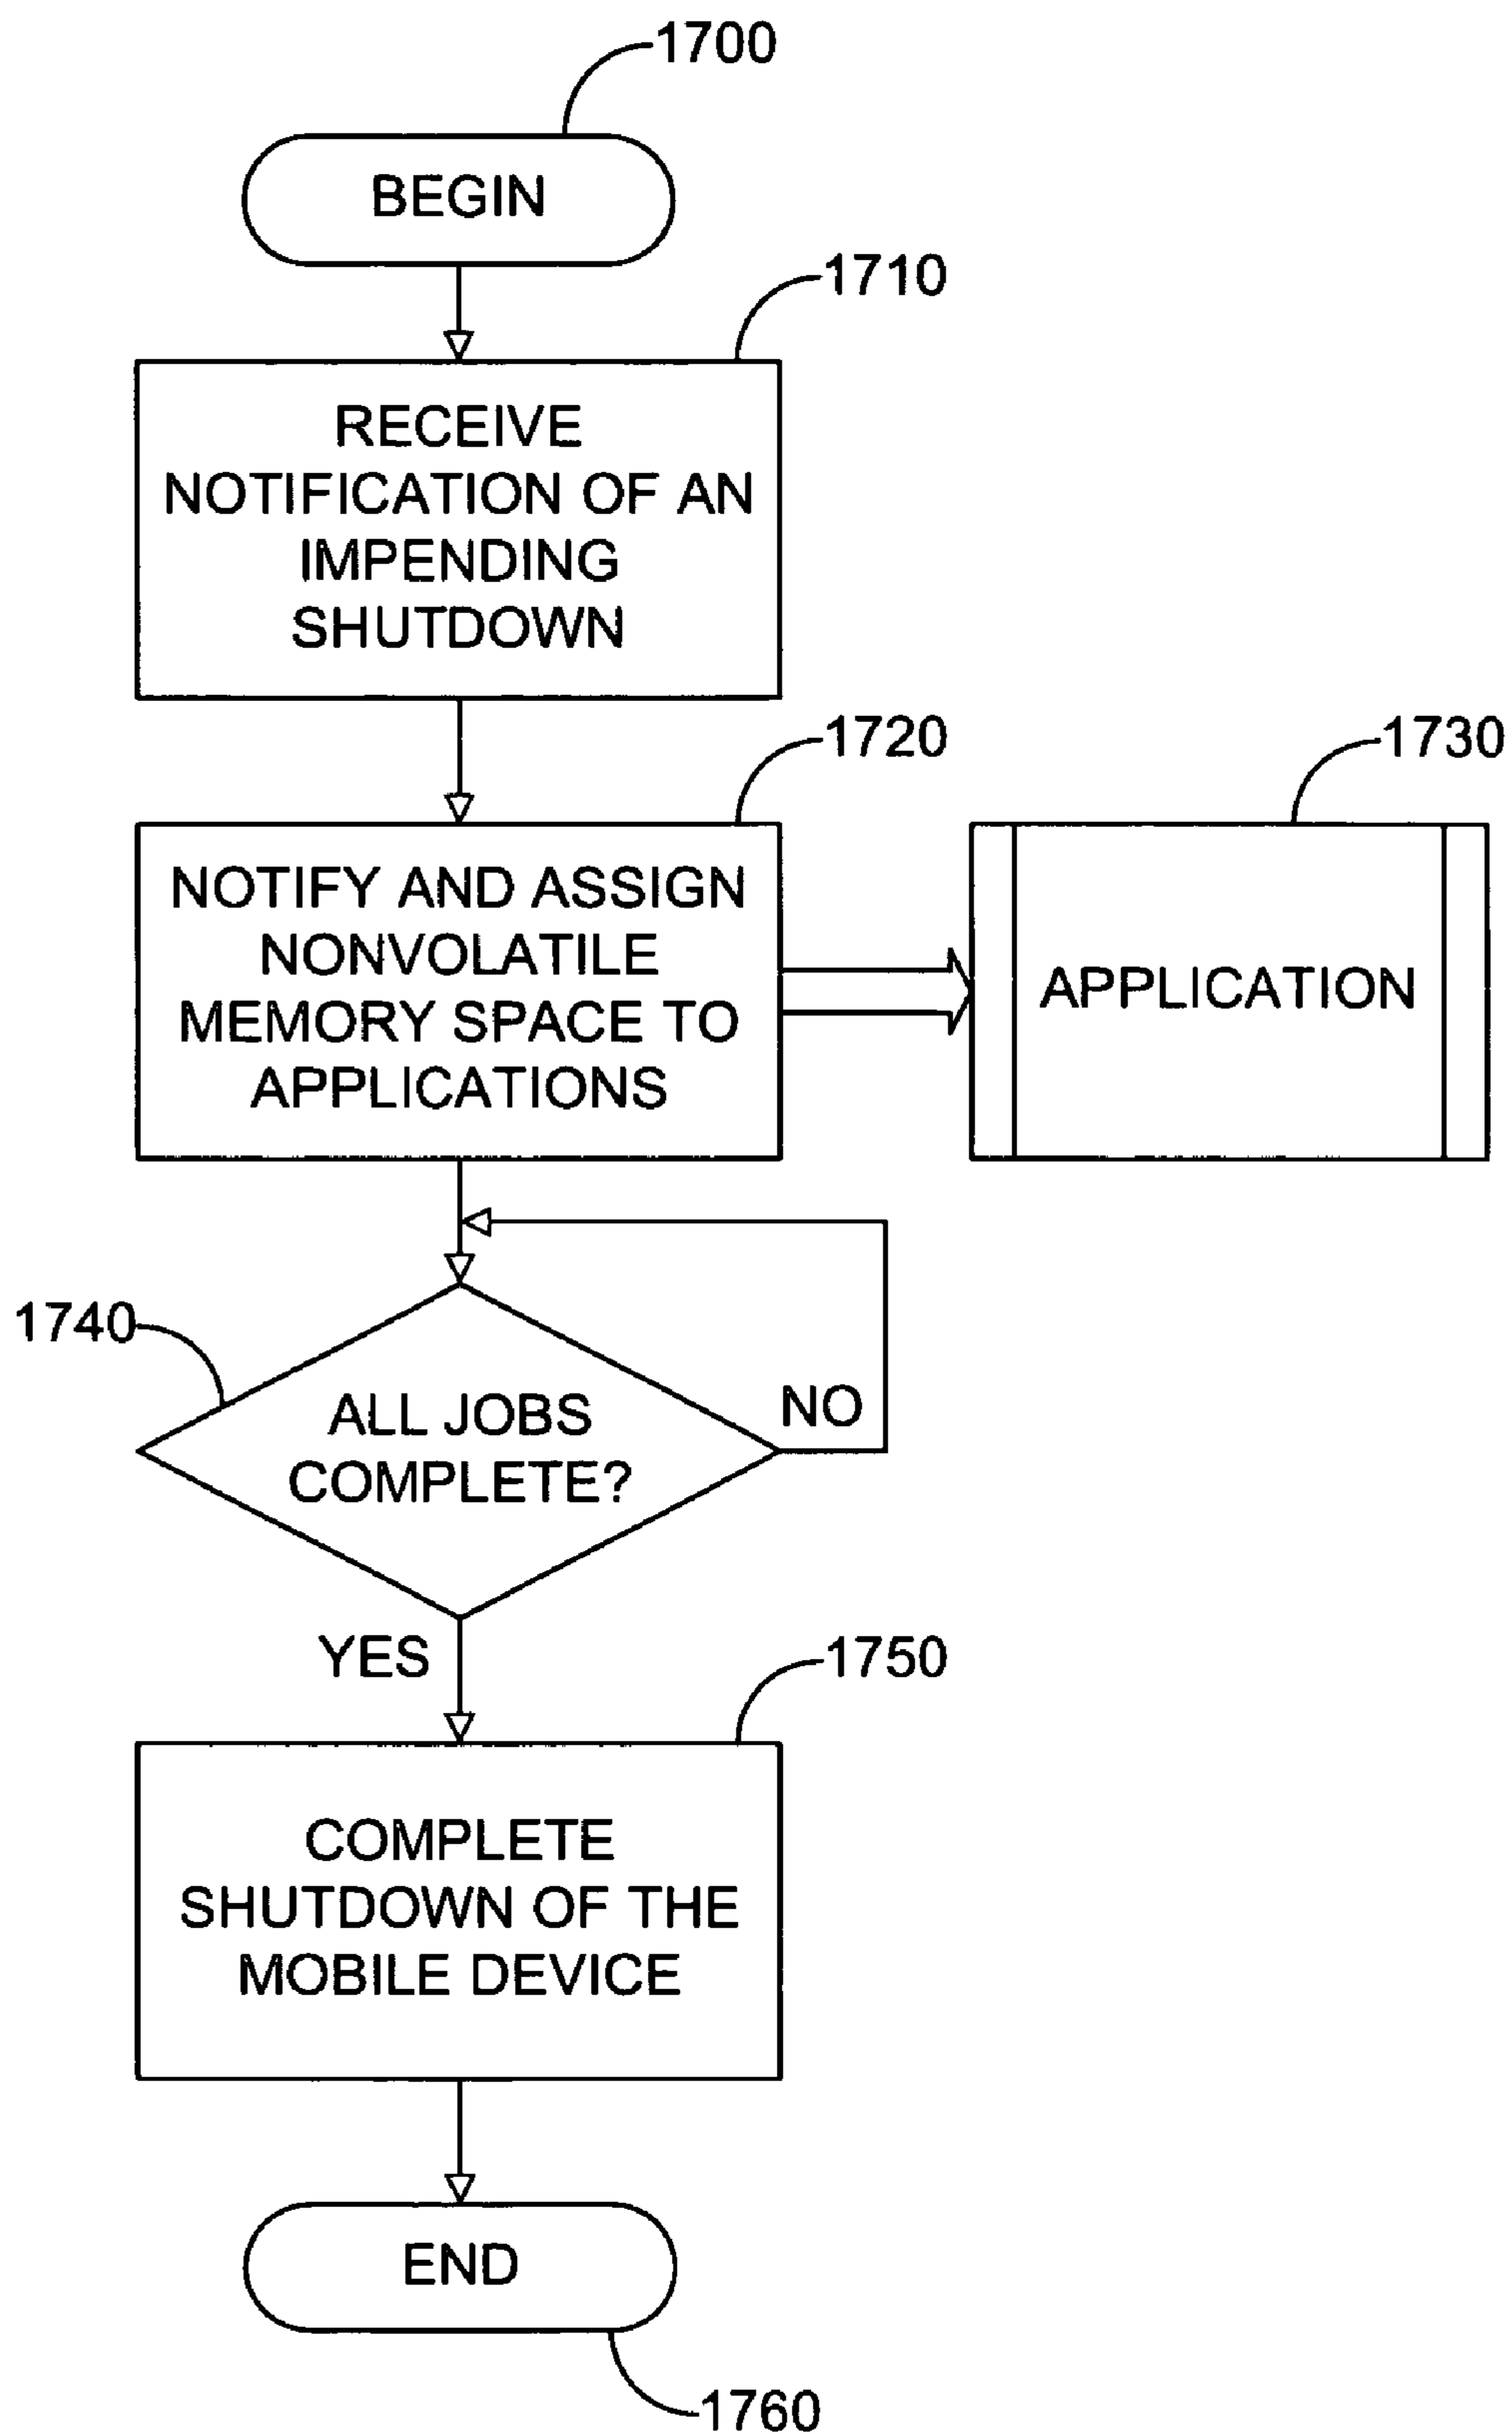 1700
BEGIN
1710
RECEIVE
NOTIFICATION OF AN
IMPENDING
SHUTDOWN
1720
1730
NOTIFY AND ASSIGN
NONVOLATILE
MEMORY SPACE TO
APPLICATIONS
APPLICATION
1740
ALL JOBS
COMPLETE?
NO
YES
1750
COMPLETE
SHUTDOWN OF THE
MOBILE DEVICE
END
1760